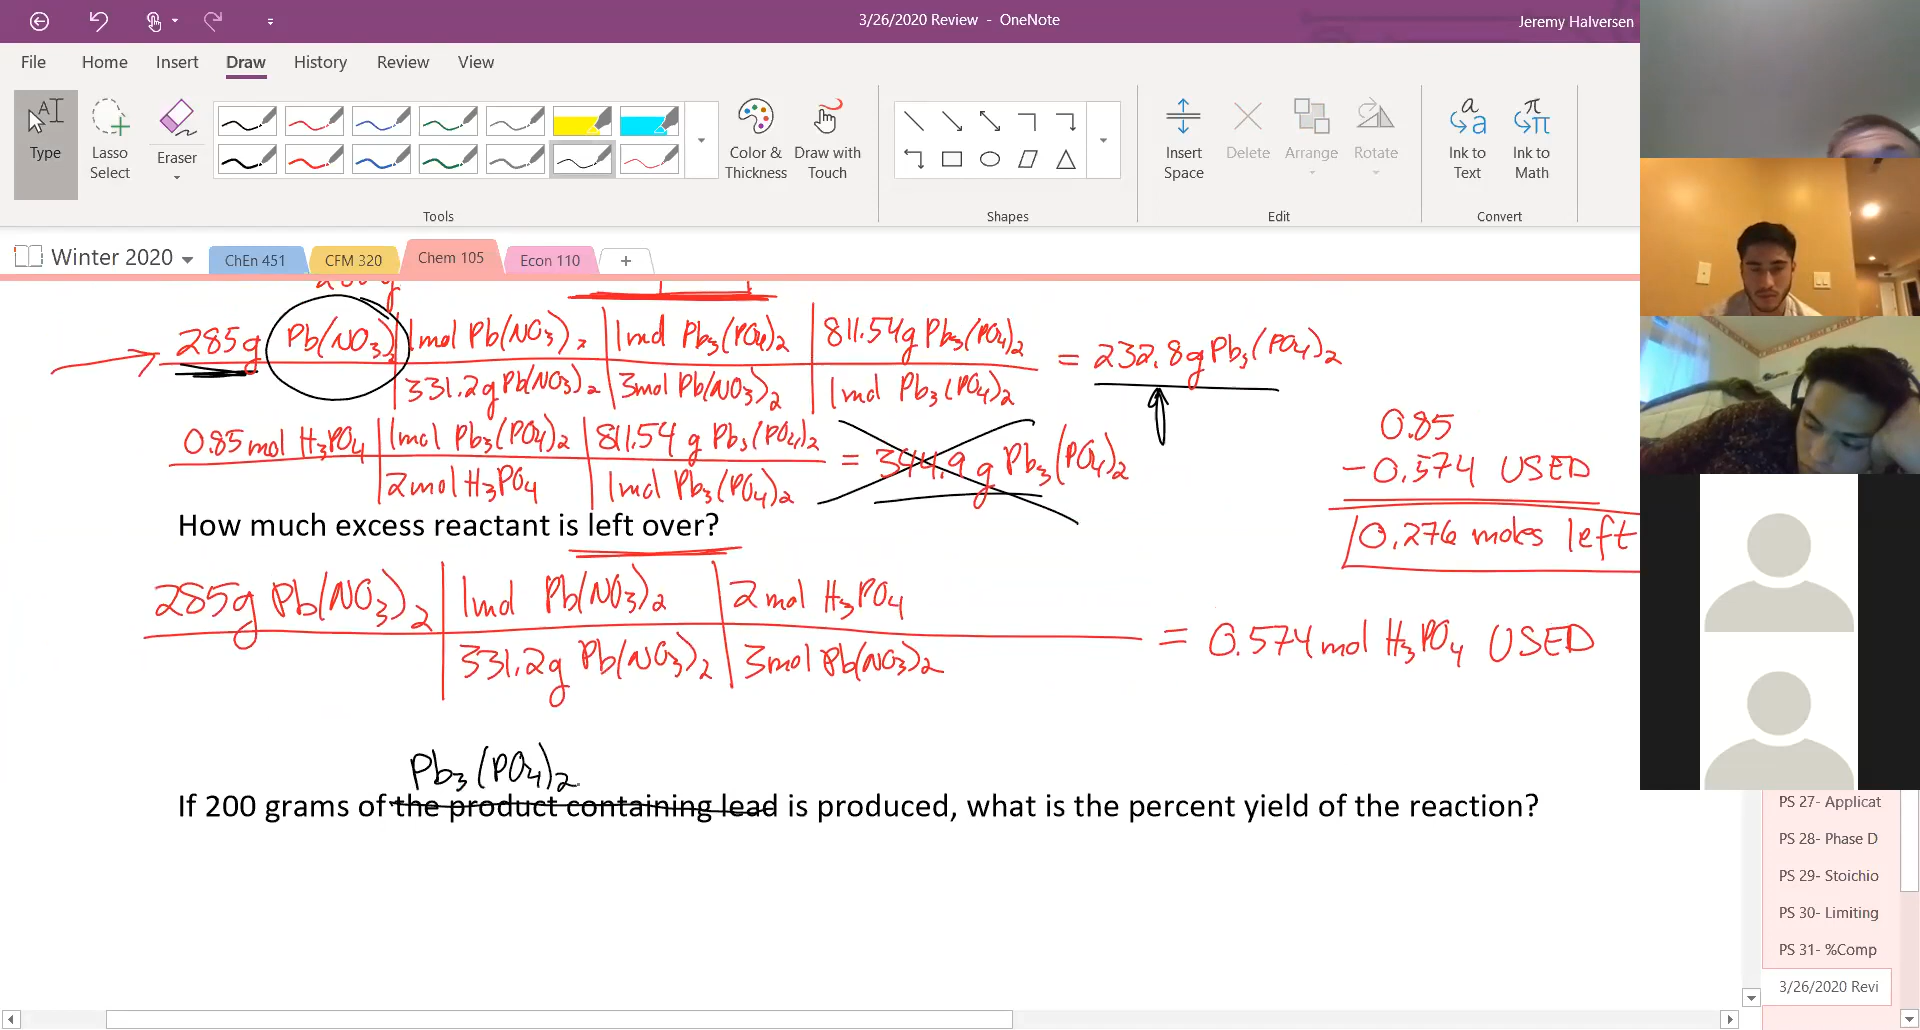 3/26/2020 Review - OneNote
Jeremy Halversen
File Home Insert Draw History Review View
Type
Lasso Select
Eraser
Color & Thickness
Draw with Touch
Insert Space
Delete
Arrange
Rotate
Ink to Text
Ink to Math
Tools
Shapes
Edit
Convert
Winter 2020
ChEn 451
CFM 320
Chem 105
Econ 110
285g Pb(NO₃)₂ | 1mol Pb(NO₃)₂ | 1mol Pb₃(PO₄)₂ | 811.54g Pb₃(PO₄)₂ = 232.8g Pb₃(PO₄)₂
331.2g Pb(NO₃)₂ | 3mol Pb(NO₃)₂ | 1mol Pb₃(PO₄)₂
0.85 mol H₃PO₄ | 1mol Pb₃(PO₄)₂ | 811.54 g Pb₃(PO₄)₂ = 344.9 g Pb₃(PO₄)₂
2mol H₃PO₄ | 1mol Pb₃(PO₄)₂
0.85
-0.574 USED
0.276 moles left
How much excess reactant is left over?
285g Pb(NO₃)₂ | 1mol Pb(NO₃)₂ | 2 mol H₃PO₄
331.2g Pb(NO₃)₂ | 3mol Pb(NO₃)₂
= 0.574 mol H₃PO₄ USED
Pb₃(PO₄)₂
If 200 grams of the product containing lead is produced, what is the percent yield of the reaction?
PS 27- Applicat
PS 28- Phase D
PS 29- Stoichio
PS 30- Limiting
PS 31- %Comp
3/26/2020 Revi